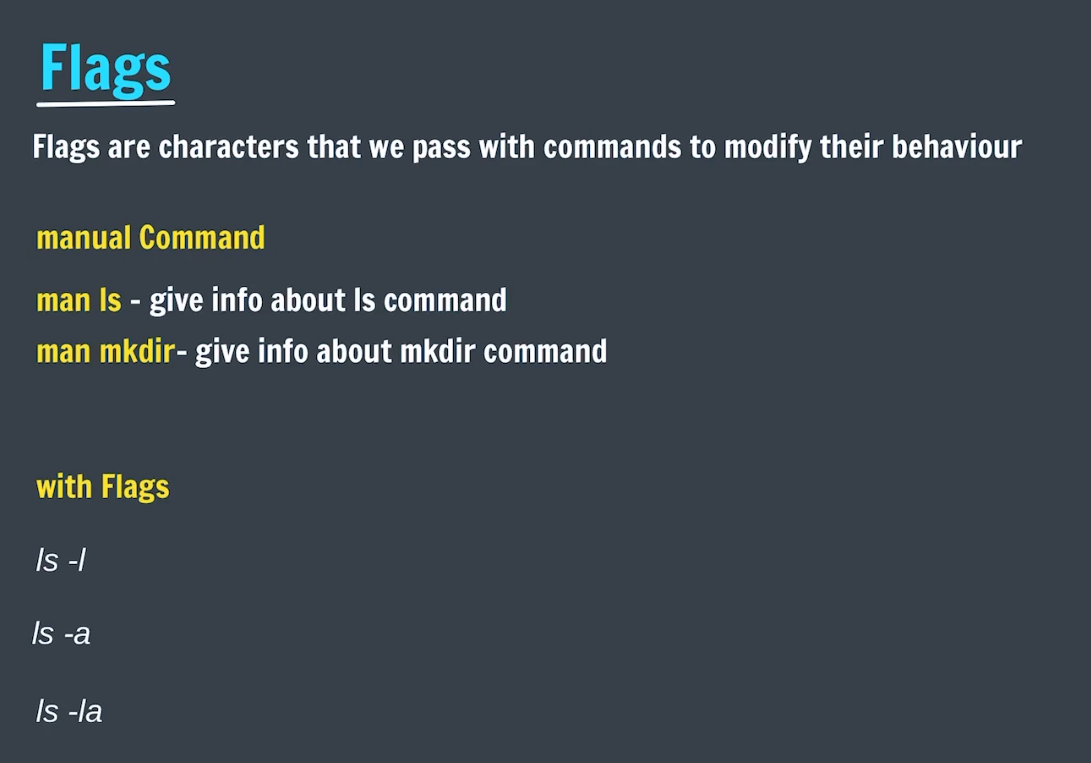 Flags
Flags are characters that we pass with commands to modify their behaviour
manual Command
man ls - give info about ls command
man mkdir- give info about mkdir command
with Flags
ls -l
ls -a
ls -la